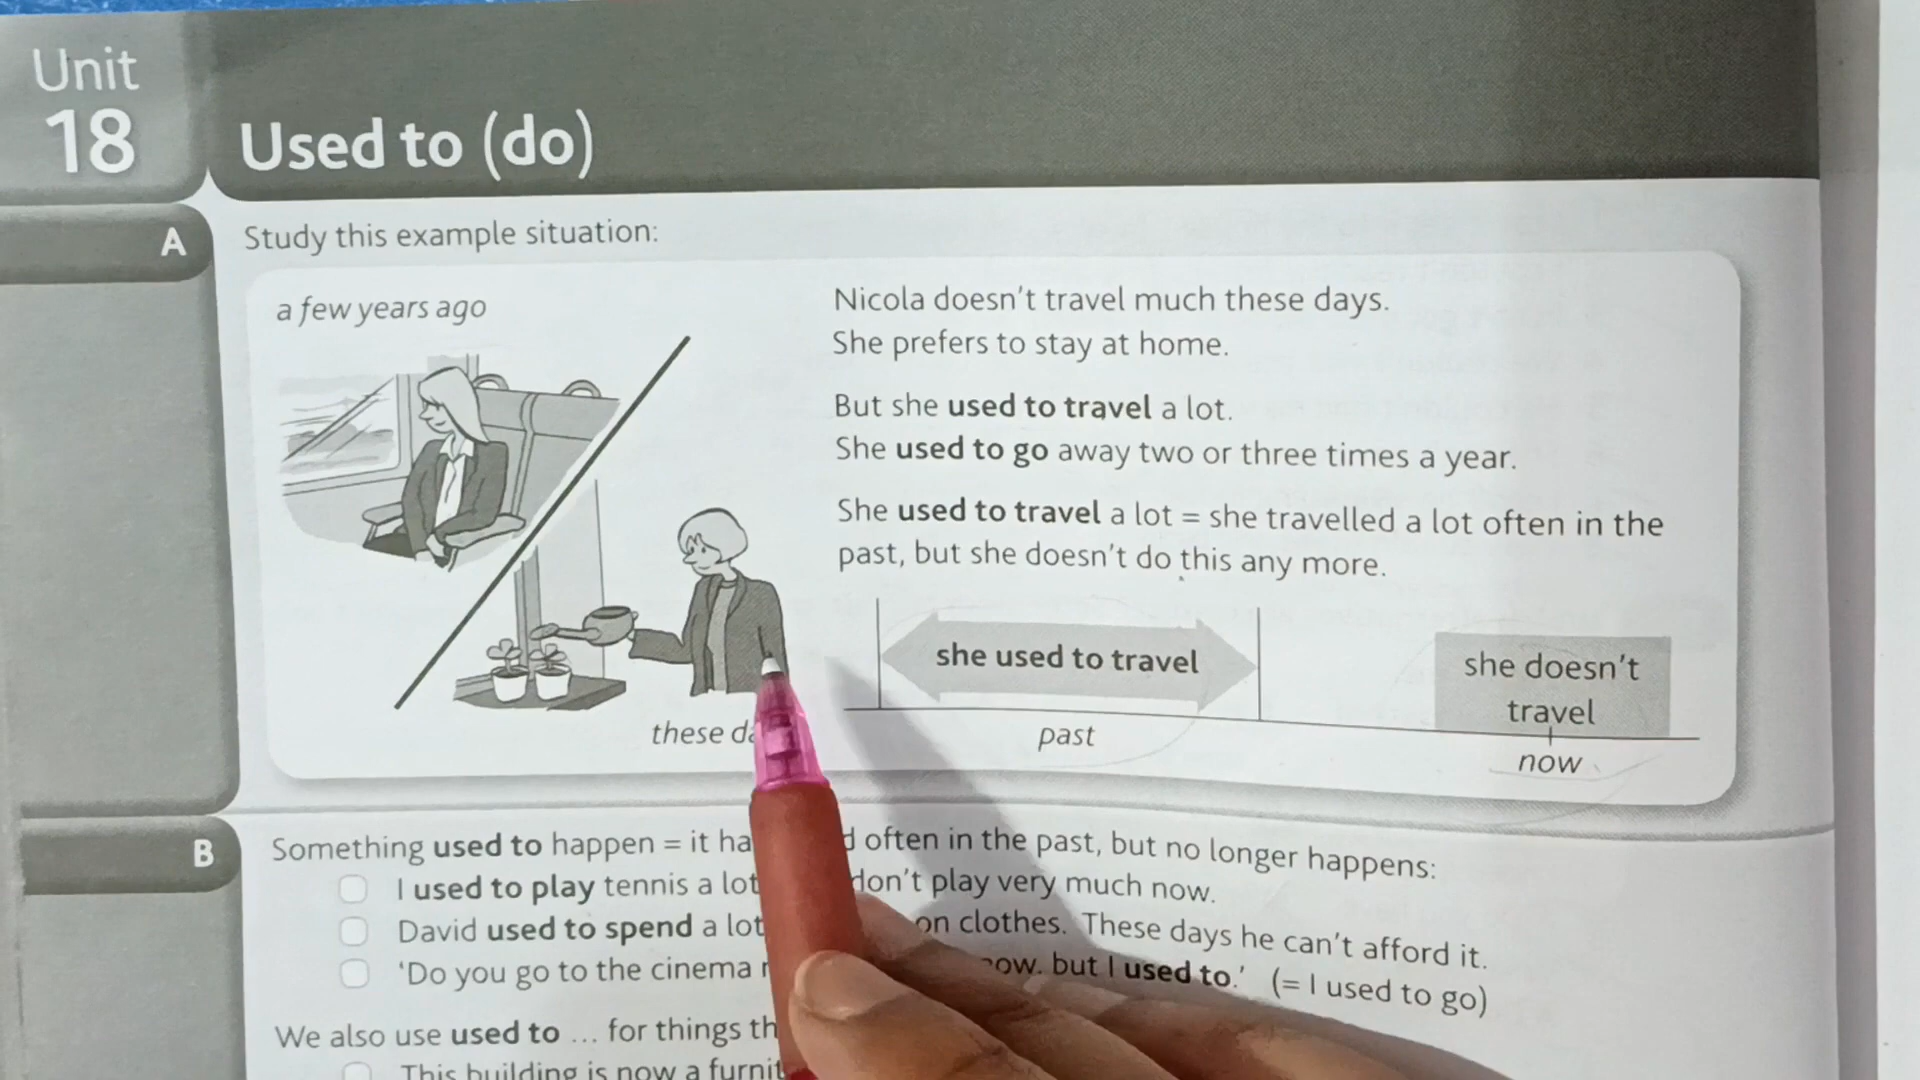 Unit
18
Used to (do)
A
Study this example situation:
a few years ago
Nicola doesn't travel much these days.
She prefers to stay at home.
But she used to travel a lot.
She used to go away two or three times a year.
She used to travel a lot = she travelled a lot often in the
past, but she doesn't do this any more.
she used to travel
she doesn't
travel
these
past
now
B
Something used to happen = it often in the past, but no longer happens:
I used to play tennis a lot don't play very much now.
David used to spend a lot on clothes. These days he can't afford it.
'Do you go to the cinema but I used to.' (= I used to go)
We also use used to ... for things
This building is now a